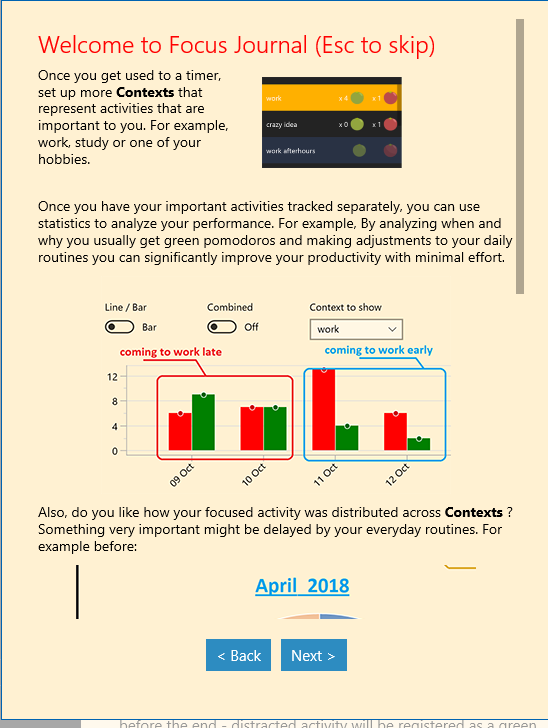 Welcome to Focus Journal (Esc to skip)
Once you get used to a timer,
set up more Contexts that
represent activities that are
important to you. For example,
work, study or one of your
hobbies.
work x 4 x 1
crazy idea x 0 x 1
work afterhours
Once you have your important activities tracked separately, you can use
statistics to analyze your performance. For example, By analyzing when and
why you usually get green pomodoros and making adjustments to your daily
routines you can significantly improve your productivity with minimal effort.
Line / Bar Combined Context to show
Bar Off work
coming to work late coming to work early
12
8
4
0
09 Oct 10 Oct 11 Oct 12 Oct
Also, do you like how your focused activity was distributed across Contexts ?
Something very important might be delayed by your everyday routines. For
example before:
April 2018
< Back Next >
before the end - distracted activity will be registered as a green